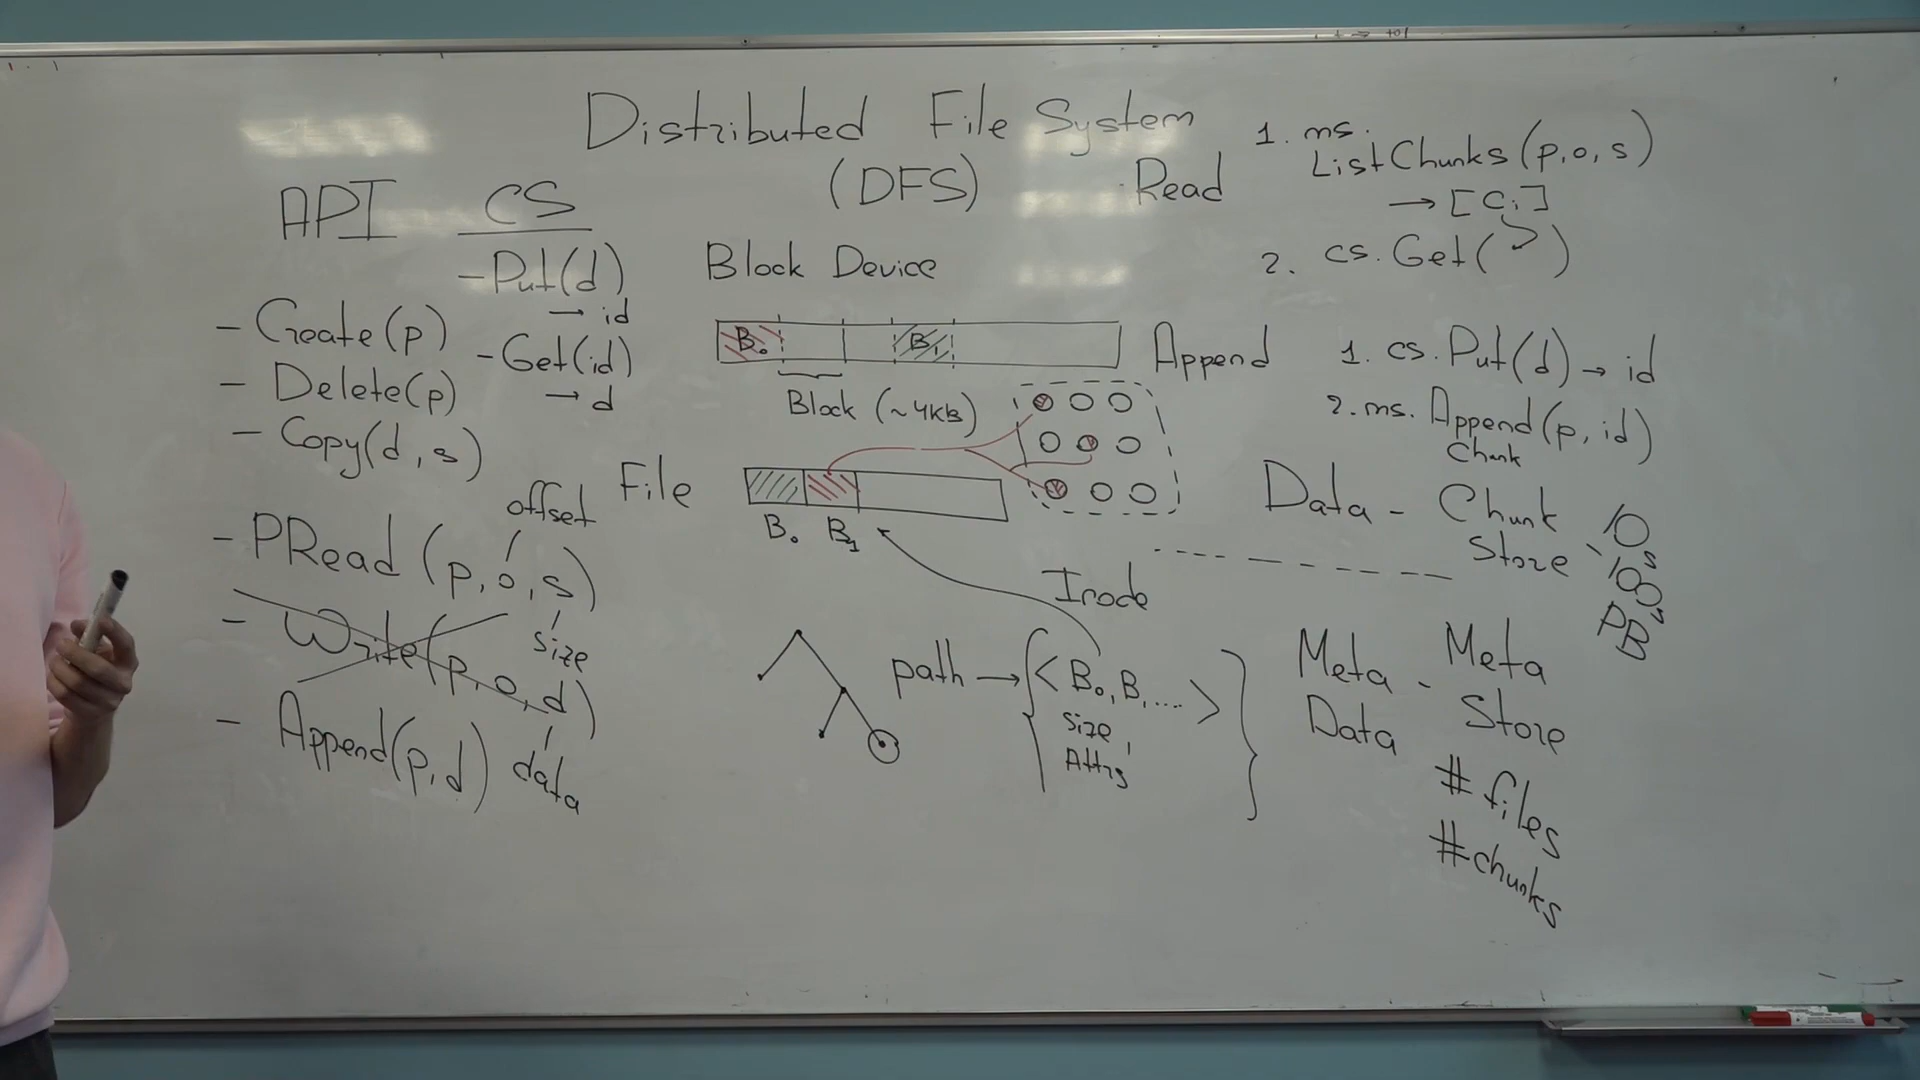 Distributed File System
(DFS)
API
CS
- Put(d)
→ id
- Get(id)
→ d
- Create(p)
- Delete(p)
- Copy(d, s)
offset
- PRead(p, o, s)
size
- Write(p, o, d)
data
- Append(p, d)
Block Device
B₀
B₁
Block (~4KB)
File
B₀ B₁
Inode
path → { < B₀, B₁, .... >
Size,
Attrs
Read
1. ms.
ListChunks(p, o, s)
→ [Cᵢ]
2. cs. Get( )
Append
1. cs. Put(d) → id
2. ms. Append(p, id)
Chunk
Data - Chunk
Store
10s
100s
PB
Meta - Meta
Data Store
# files
# chunks